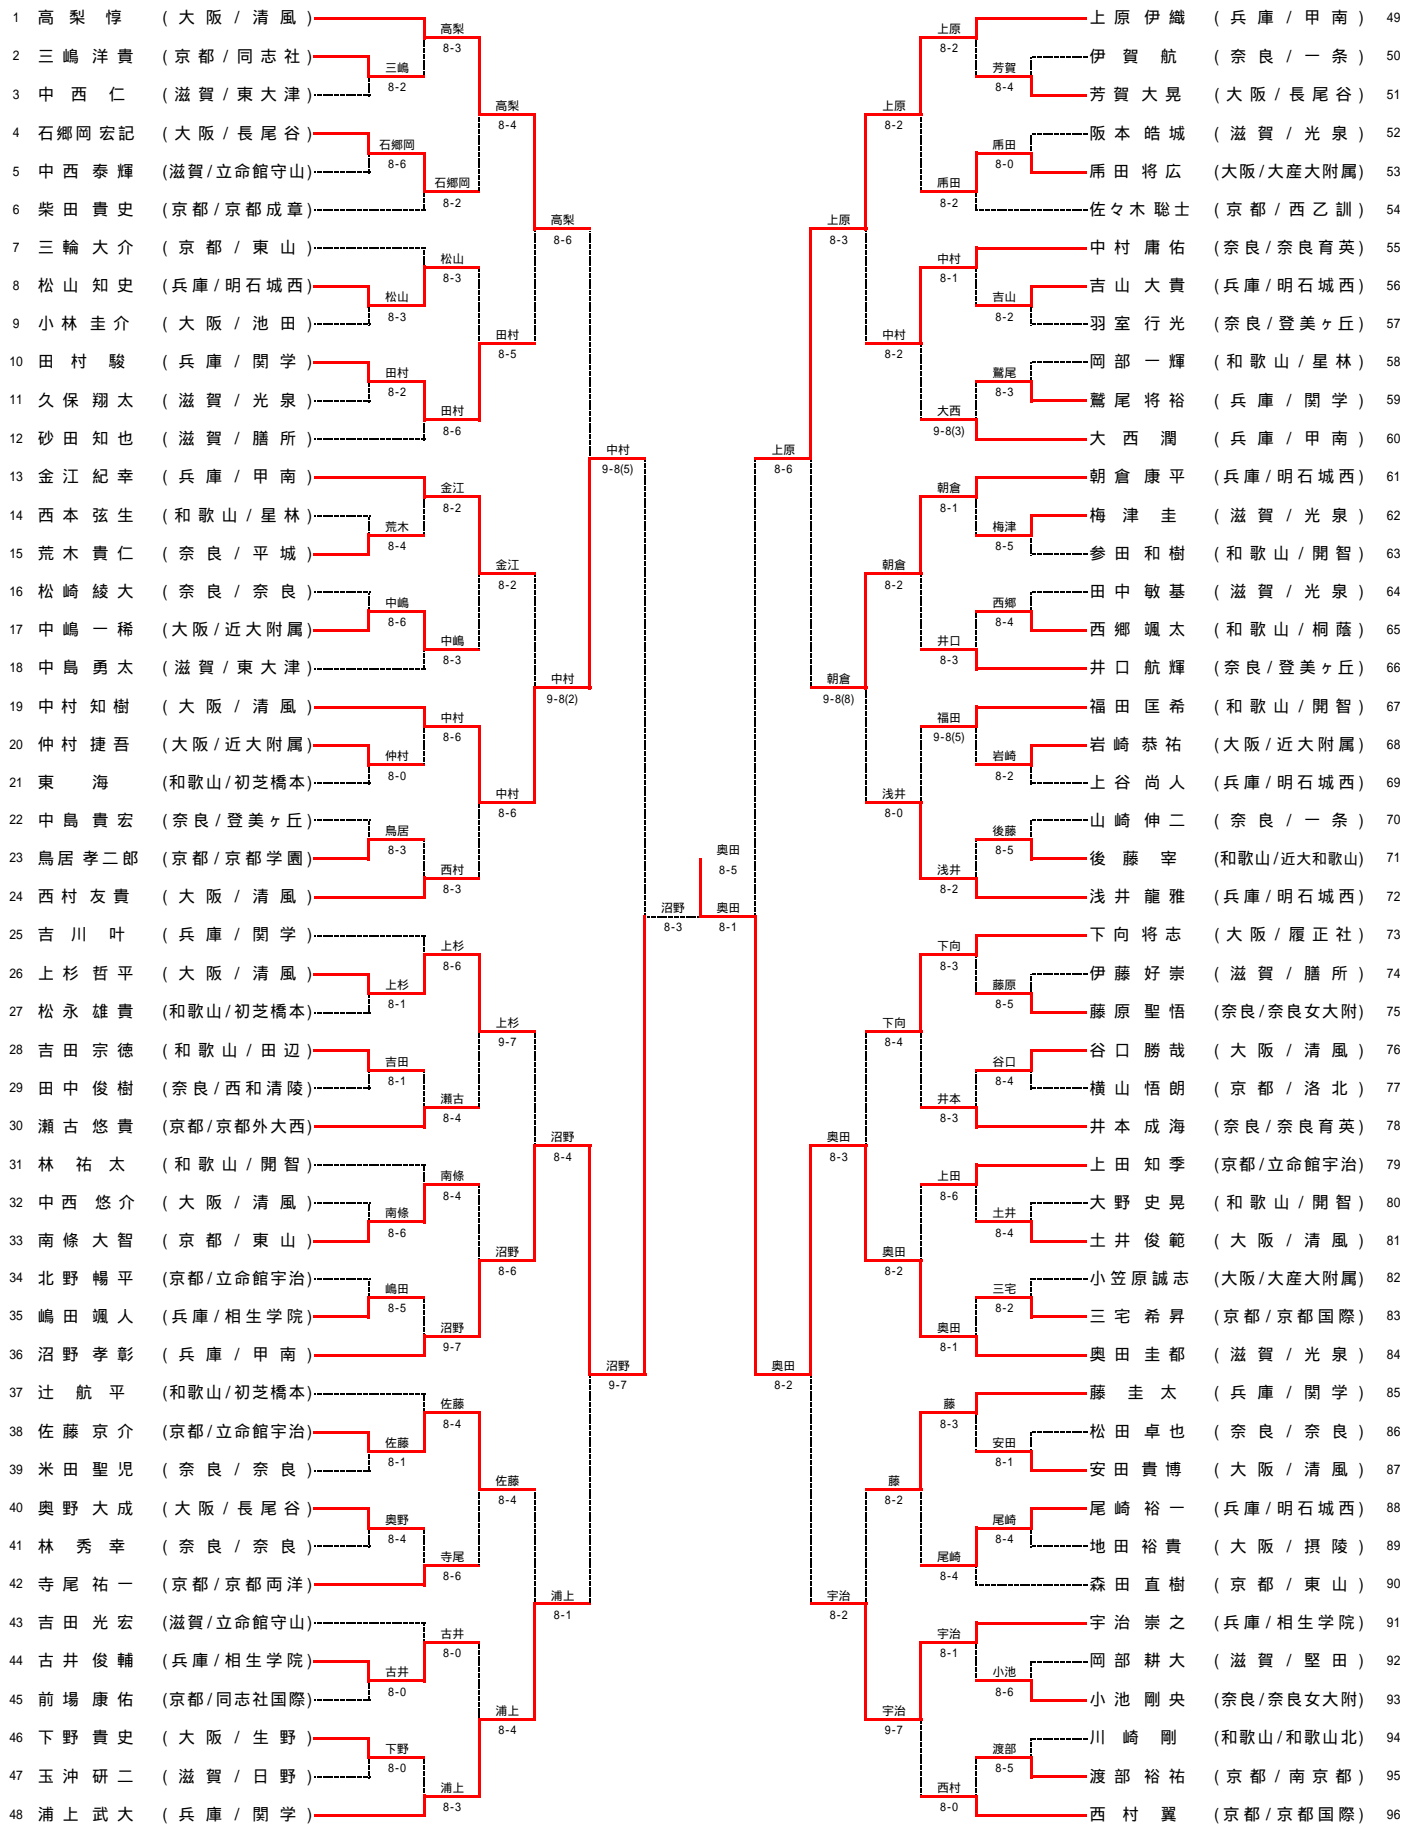 1 高梨惇 (大阪/清風)
2 三嶋洋貴 (京都/同志社)
3 中西仁 (滋賀/東大津)
4 石郷岡宏記 (大阪/長尾谷)
5 中西泰輝 (滋賀/立命館守山)
6 柴田貴史 (京都/京都成章)
7 三輪大介 (京都/東山)
8 松山知史 (兵庫/明石城西)
9 小林圭介 (大阪/池田)
10 田村駿 (兵庫/関学)
11 久保翔太 (滋賀/光泉)
12 砂田知也 (滋賀/膳所)
13 金江紀幸 (兵庫/甲南)
14 西本弦生 (和歌山/星林)
15 荒木貴仁 (奈良/平城)
16 松崎綾大 (奈良/奈良)
17 中嶋一稀 (大阪/近大附属)
18 中島勇太 (滋賀/東大津)
19 中村知樹 (大阪/清風)
20 仲村捷吾 (大阪/近大附属)
21 東海 (和歌山/初芝橋本)
22 中島貴宏 (奈良/登美ヶ丘)
23 鳥居孝二郎 (京都/京都学園)
24 西村友貴 (大阪/清風)
25 吉川叶 (兵庫/関学)
26 上杉哲平 (大阪/清風)
27 松永雄貴 (和歌山/初芝橋本)
28 吉田宗徳 (和歌山/田辺)
29 田中俊樹 (奈良/西和清陵)
30 瀬古悠貴 (京都/京都外大西)
31 林祐太 (和歌山/開智)
32 中西悠介 (大阪/清風)
33 南條大智 (京都/東山)
34 北野暢平 (京都/立命館宇治)
35 嶋田颯人 (兵庫/相生学院)
36 沼野孝彰 (兵庫/甲南)
37 辻航平 (和歌山/初芝橋本)
38 佐藤京介 (京都/立命館宇治)
39 米田聖児 (奈良/奈良)
40 奥野大成 (大阪/長尾谷)
41 林秀幸 (奈良/奈良)
42 寺尾祐一 (京都/京都両洋)
43 吉田光宏 (滋賀/立命館守山)
44 古井俊輔 (兵庫/相生学院)
45 前場康佑 (京都/同志社国際)
46 下野貴史 (大阪/生野)
47 玉沖研二 (滋賀/日野)
48 浦上武大 (兵庫/関学)
三嶋
8-2
石郷岡
8-6
松山
8-3
田村
8-2
荒木
8-4
中嶋
8-6
仲村
8-0
鳥居
8-3
上杉
8-1
吉田
8-1
南條
8-6
嶋田
8-5
佐藤
8-1
奥野
8-4
古井
8-0
下野
8-0
高梨
8-3
石郷岡
8-2
松山
8-3
田村
8-6
金江
8-2
中嶋
8-3
中村
8-6
西村
8-3
上杉
8-6
瀬古
8-4
南條
8-4
沼野
9-7
佐藤
8-4
寺尾
8-6
古井
8-0
浦上
8-3
高梨
8-4
田村
8-5
金江
8-2
中村
8-6
上杉
9-7
沼野
8-6
佐藤
8-4
浦上
8-4
高梨
8-6
中村
9-8(2)
沼野
8-4
浦上
8-1
中村
9-8(5)
沼野
9-7
沼野
8-3
奥田
8-5
奥田
8-1
上原
8-6
奥田
8-2
上原
8-3
朝倉
9-8(8)
奥田
8-3
宇治
8-2
上原
8-2
中村
8-2
朝倉
8-2
浅井
8-0
下向
8-4
奥田
8-2
藤
8-2
宇治
9-7
上原
8-2
乕田
8-2
中村
8-1
大西
9-8(3)
朝倉
8-1
井口
8-3
福田
9-8(5)
浅井
8-2
下向
8-3
井本
8-3
上田
8-6
奥田
8-1
藤
8-3
尾崎
8-4
宇治
8-1
西村
8-0
芳賀
8-4
乕田
8-0
吉山
8-2
鷲尾
8-3
梅津
8-5
西郷
8-4
岩崎
8-2
後藤
8-5
藤原
8-5
谷口
8-4
土井
8-4
三宅
8-2
安田
8-1
尾崎
8-4
小池
8-6
渡部
8-5
上原伊織 (兵庫/甲南) 49
伊賀航 (奈良/一条) 50
芳賀大晃 (大阪/長尾谷) 51
阪本皓城 (滋賀/光泉) 52
乕田将広 (大阪/大産大附属) 53
佐々木聡士 (京都/西乙訓) 54
中村庸佑 (奈良/奈良育英) 55
吉山大貴 (兵庫/明石城西) 56
羽室行光 (奈良/登美ヶ丘) 57
岡部一輝 (和歌山/星林) 58
鷲尾将裕 (兵庫/関学) 59
大西潤 (兵庫/甲南) 60
朝倉康平 (兵庫/明石城西) 61
梅津圭 (滋賀/光泉) 62
参田和樹 (和歌山/開智) 63
田中敏基 (滋賀/光泉) 64
西郷颯太 (和歌山/桐蔭) 65
井口航輝 (奈良/登美ヶ丘) 66
福田匡希 (和歌山/開智) 67
岩崎恭祐 (大阪/近大附属) 68
上谷尚人 (兵庫/明石城西) 69
山崎伸二 (奈良/一条) 70
後藤宰 (和歌山/近大和歌山) 71
浅井龍雅 (兵庫/明石城西) 72
下向将志 (大阪/履正社) 73
伊藤好崇 (滋賀/膳所) 74
藤原聖悟 (奈良/奈良女大附) 75
谷口勝哉 (大阪/清風) 76
横山悟朗 (京都/洛北) 77
井本成海 (奈良/奈良育英) 78
上田知季 (京都/立命館宇治) 79
大野史晃 (和歌山/開智) 80
土井俊範 (大阪/清風) 81
小笠原誠志 (大阪/大産大附属) 82
三宅希昇 (京都/京都国際) 83
奥田圭都 (滋賀/光泉) 84
藤圭太 (兵庫/関学) 85
松田卓也 (奈良/奈良) 86
安田貴博 (大阪/清風) 87
尾崎裕一 (兵庫/明石城西) 88
地田裕貴 (大阪/摂陵) 89
森田直樹 (京都/東山) 90
宇治崇之 (兵庫/相生学院) 91
岡部耕大 (滋賀/堅田) 92
小池剛央 (奈良/奈良女大附) 93
川崎剛 (和歌山/和歌山北) 94
渡部裕祐 (京都/南京都) 95
西村翼 (京都/京都国際) 96